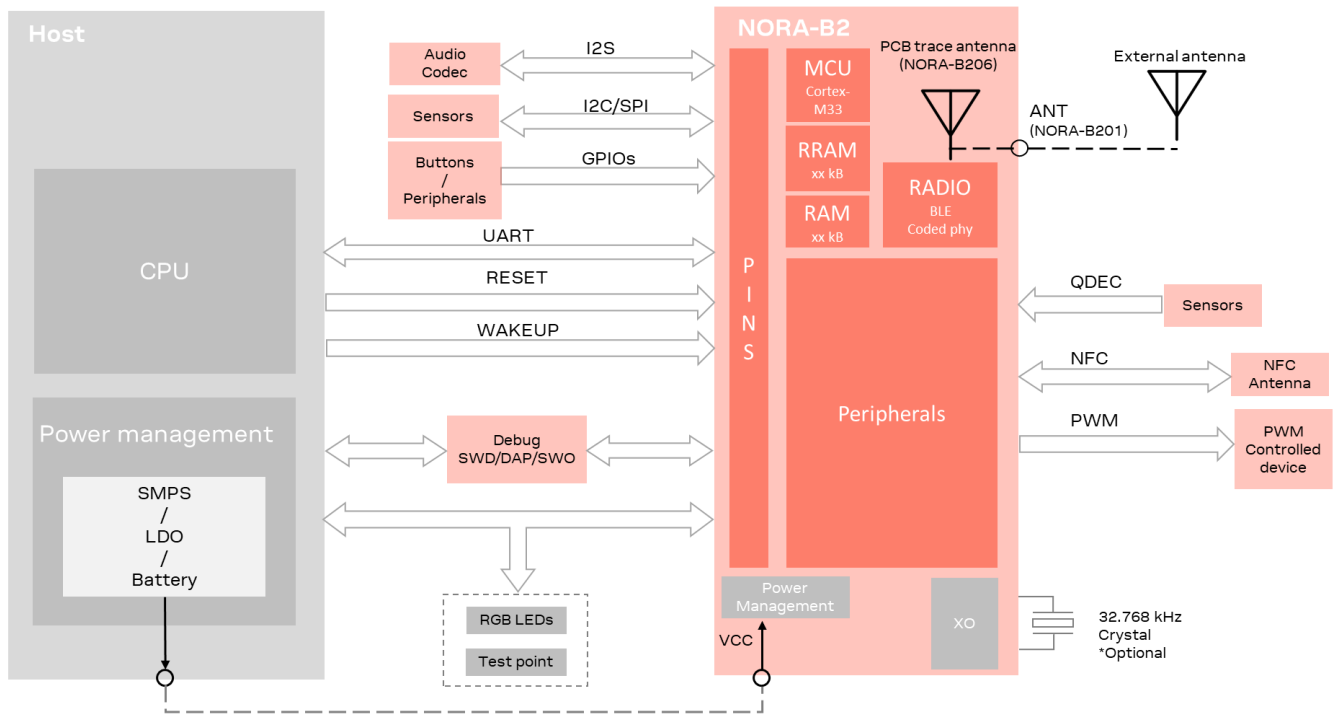 Host
CPU
Power management
SMPS
/
LDO
/
Battery
Audio
Codec
Sensors
Buttons
/
Peripherals
I2S
I2C/SPI
GPIOs
UART
RESET
WAKEUP
Debug
SWD/DAP/SWO
RGB LEDs
Test point
NORA-B2
PINS
MCU
Cortex-
M33
RRAM
xx kB
RAM
xx kB
PCB trace antenna
(NORA-B206)
RADIO
BLE
Coded phy
Peripherals
Power
Management
VCC
XO
External antenna
ANT
(NORA-B201)
QDEC
Sensors
NFC
NFC
Antenna
PWM
PWM
Controlled
device
32.768 kHz
Crystal
*Optional